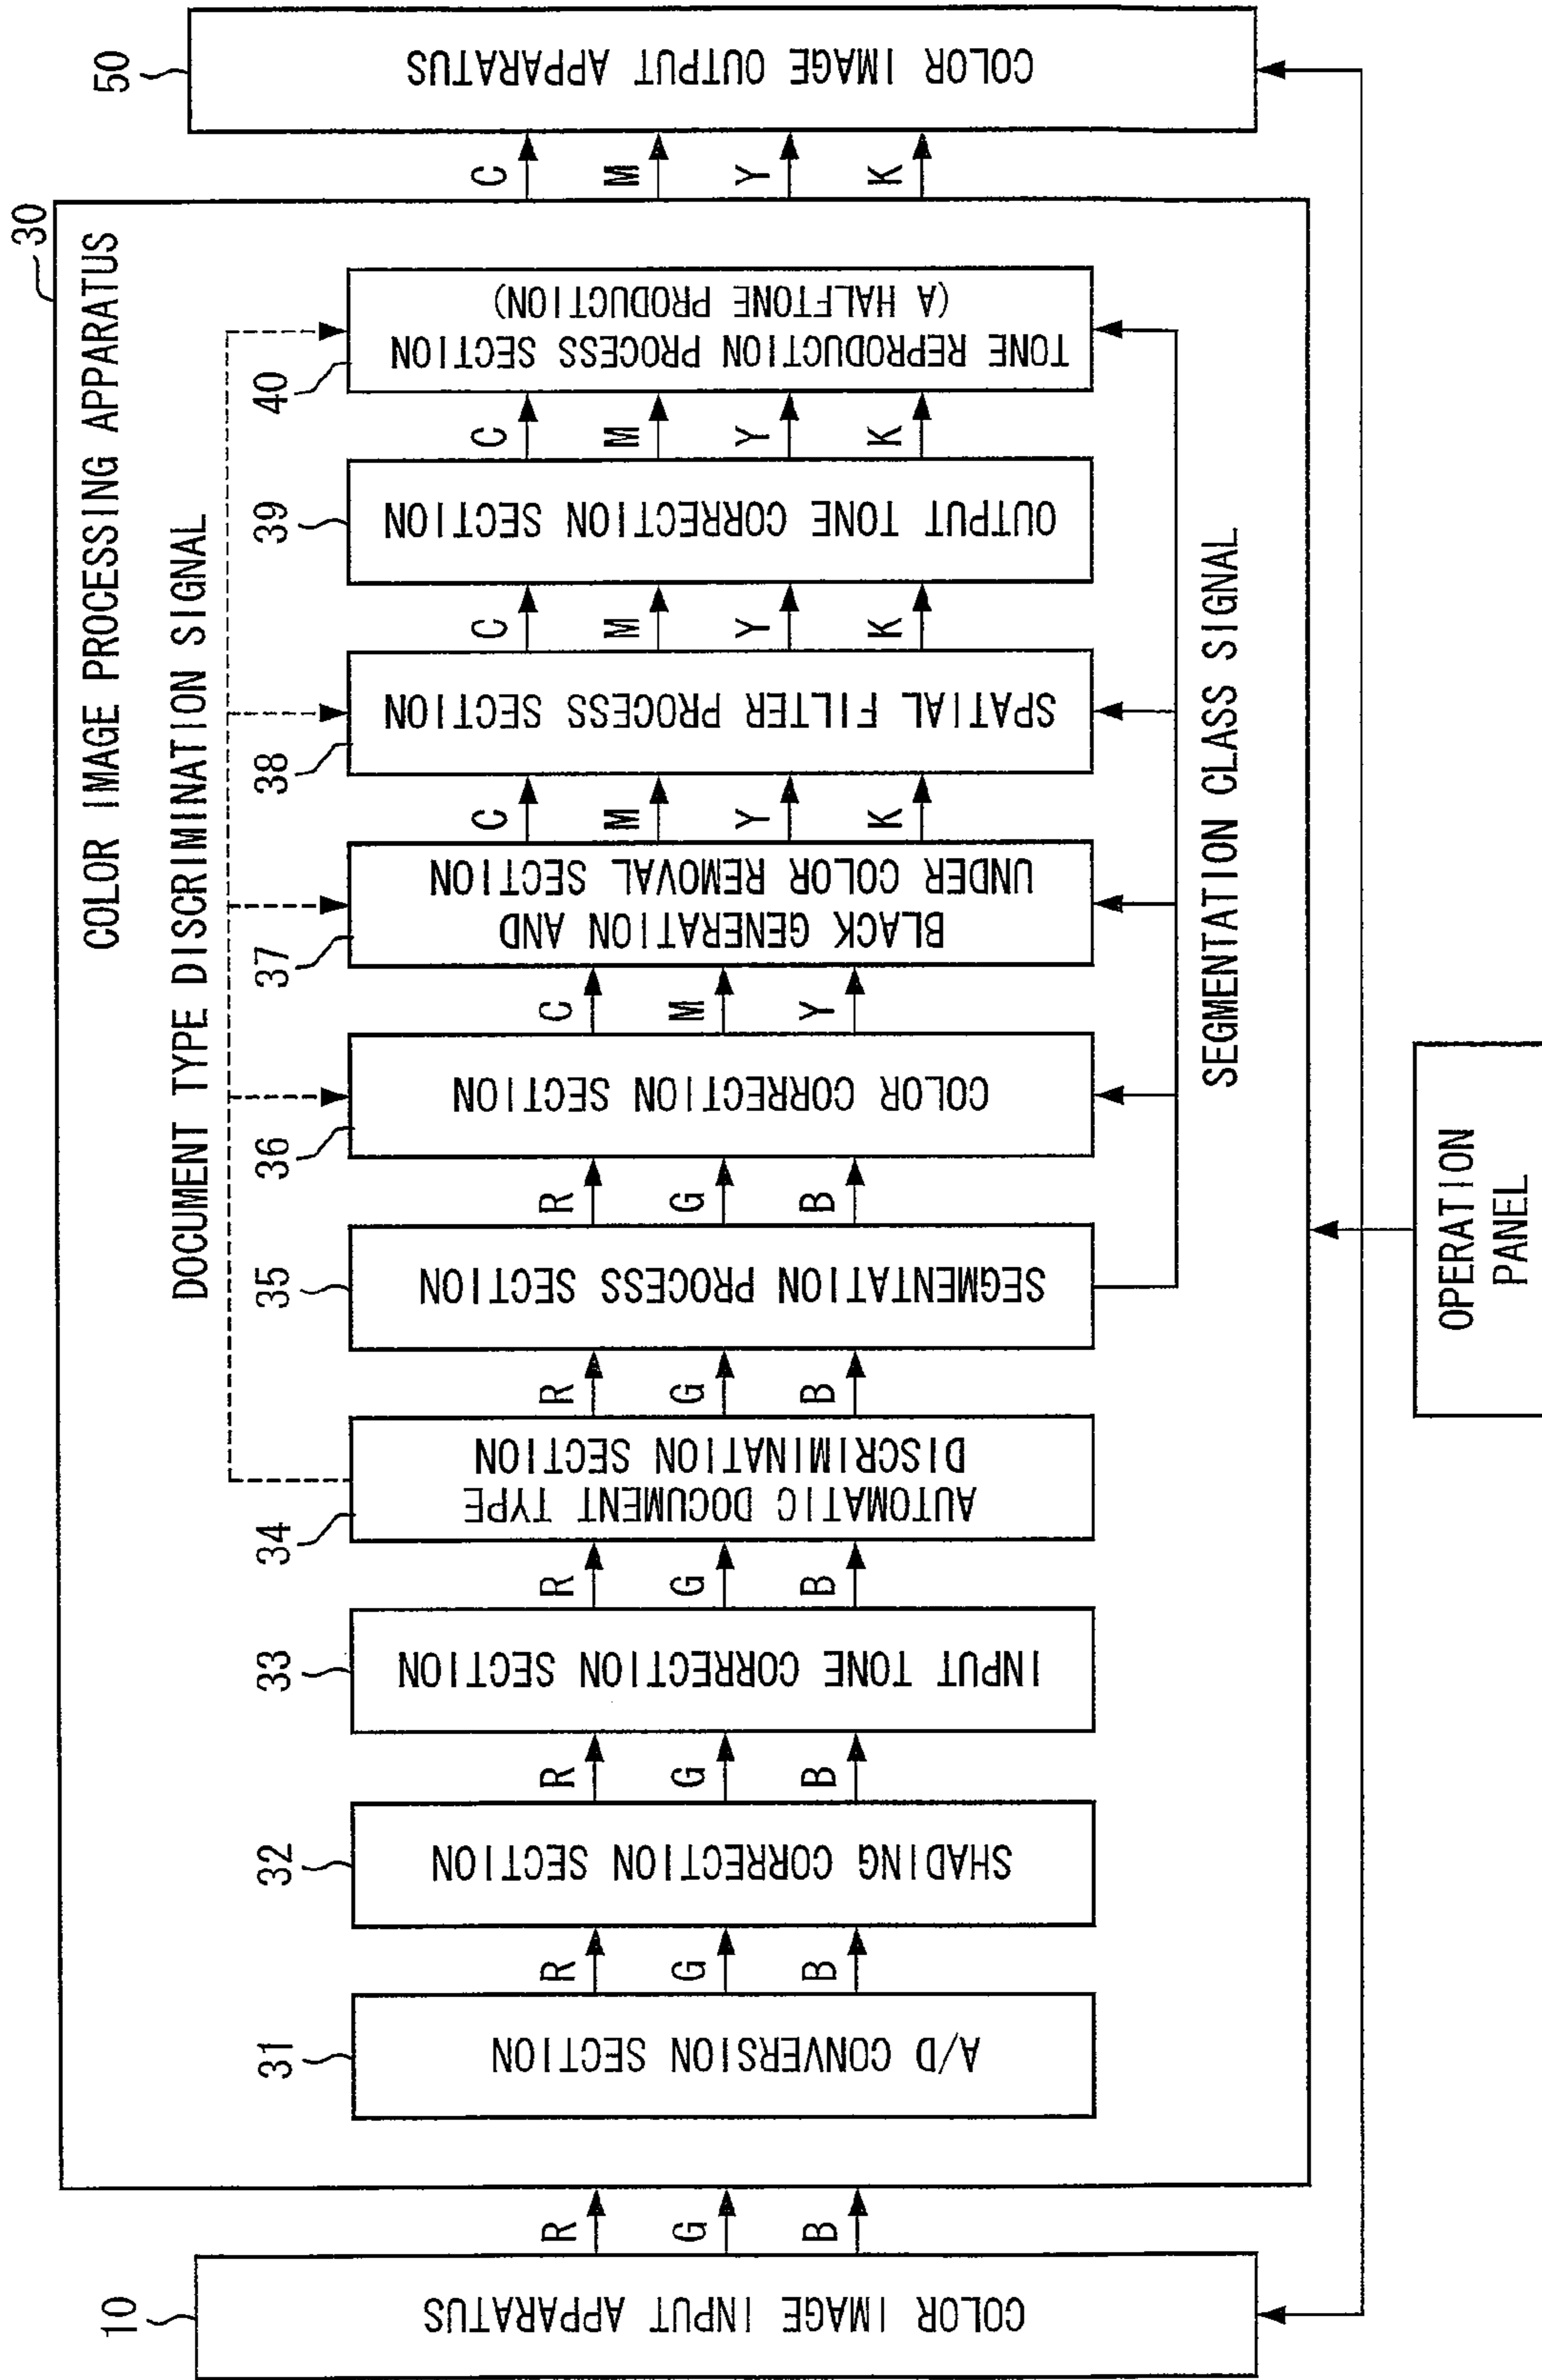 COLOR IMAGE PROCESSING APPARATUS
30
DOCUMENT TYPE DISCRIMINATION SIGNAL
10
COLOR IMAGE INPUT APPARATUS
R
G
B
31
A/D CONVERSION SECTION
R
G
B
32
SHADING CORRECTION SECTION
R
G
B
33
INPUT TONE CORRECTION SECTION
R
G
B
34
AUTOMATIC DOCUMENT TYPE
DISCRIMINATION SECTION
R
G
B
35
SEGMENTATION PROCESS SECTION
R
G
B
36
COLOR CORRECTION SECTION
C
M
Y
37
BLACK GENERATION AND
UNDER COLOR REMOVAL SECTION
C
M
Y
K
38
SPATIAL FILTER PROCESS SECTION
C
M
Y
K
39
OUTPUT TONE CORRECTION SECTION
C
M
Y
K
40
TONE REPRODUCTION PROCESS SECTION
(A HALFTONE PRODUCTION)
C
M
Y
K
50
COLOR IMAGE OUTPUT APPARATUS
SEGMENTATION CLASS SIGNAL
OPERATION
PANEL